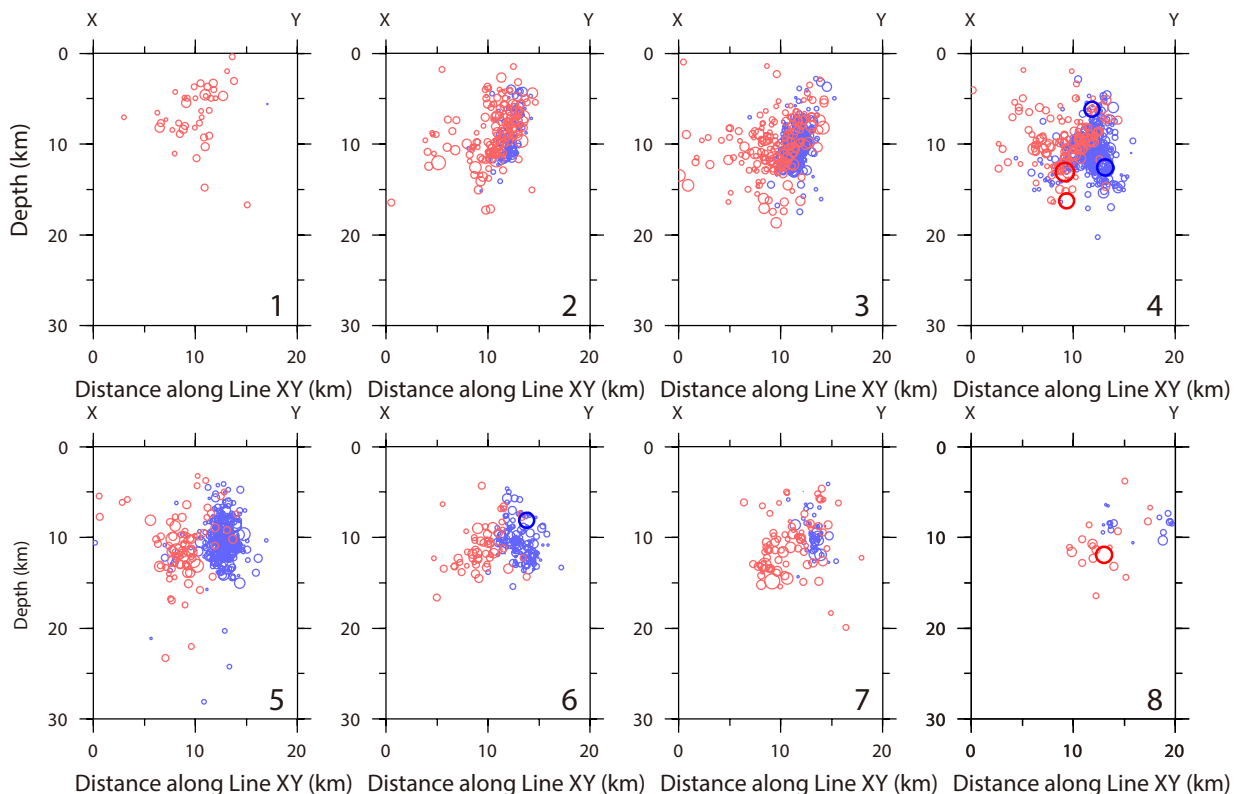 X Y X Y X Y X Y
0 0 0 0
10 10 10 10
20 20 20 20
30 30 30 30
Depth (km)
1 2 3 4
0 10 20 0 10 20 0 10 20 0 10 20
Distance along Line XY (km) Distance along Line XY (km) Distance along Line XY (km) Distance along Line XY (km)
X Y X Y X Y X Y
0 0 0 0
10 10 10 10
20 20 20 20
30 30 30 30
Depth (km)
5 6 7 8
0 10 20 0 10 20 0 10 20 0 10 20
Distance along Line XY (km) Distance along Line XY (km) Distance along Line XY (km) Distance along Line XY (km)